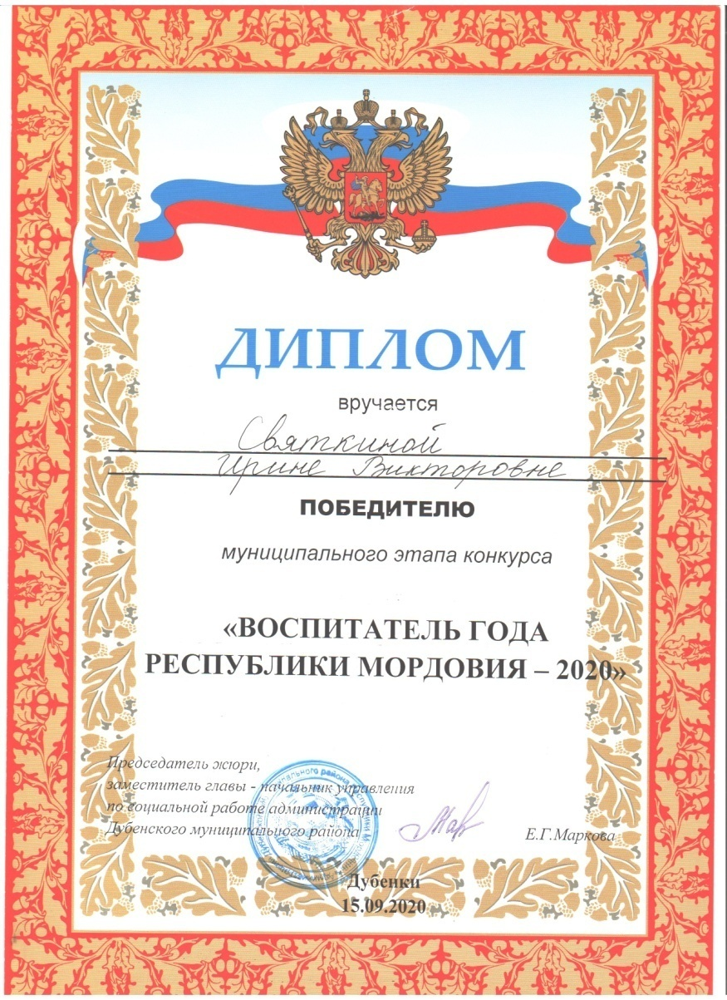 ДИПЛОМ
вручается
Святкиной
Ирине Викторовне
ПОБЕДИТЕЛЮ
муниципального этапа конкурса
«ВОСПИТАТЕЛЬ ГОДА
РЕСПУБЛИКИ МОРДОВИЯ – 2020»
Председатель жюри,
заместитель главы - начальник управления
по социальной работе администрации
Дубенского муниципального района
Е.Г.Маркова
Дубенки
15.09.2020